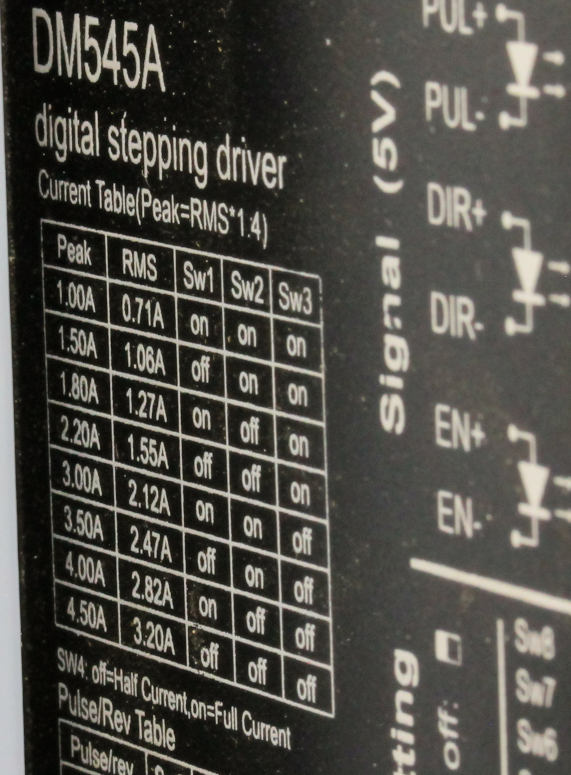 DM545A
digital stepping driver
Current Table(Peak=RMS*1.4)
Peak RMS Sw1 Sw2 Sw3
1.00A 0.71A on on on
1.50A 1.06A off on on
1.80A 1.27A on off on
2.20A 1.55A off off on
3.00A 2.12A on on off
3.50A 2.47A off on off
4.00A 2.82A on off off
4.50A 3.20A off off off
SW4: off=Half Current,on=Full Current
Pulse/Rev Table
Pulse/rev
Signal (5V)
PUL+
PUL-
DIR+
DIR-
EN+
EN-
off:
Sw8
Sw7
Sw6